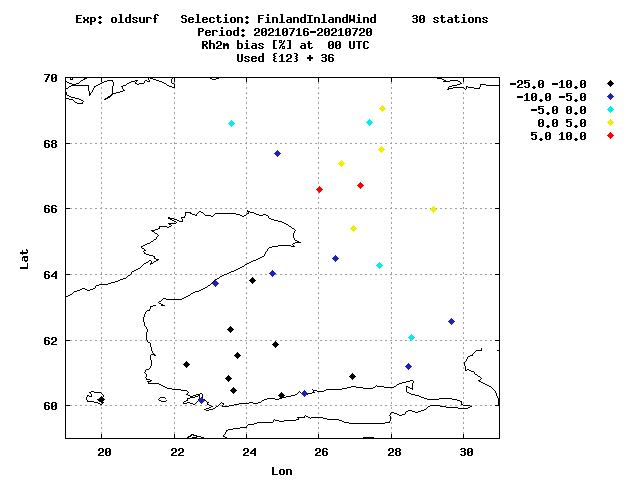 Exp: oldsurf Selection: FinlandInlandWind 30 stations
Period: 20210716-20210720
Rh2m bias [%] at 00 UTC
Used {12} + 36
-25.0 -10.0
-10.0 -5.0
-5.0 0.0
0.0 5.0
5.0 10.0
70
68
66
64
62
60
Lat
20 22 24 26 28 30
Lon